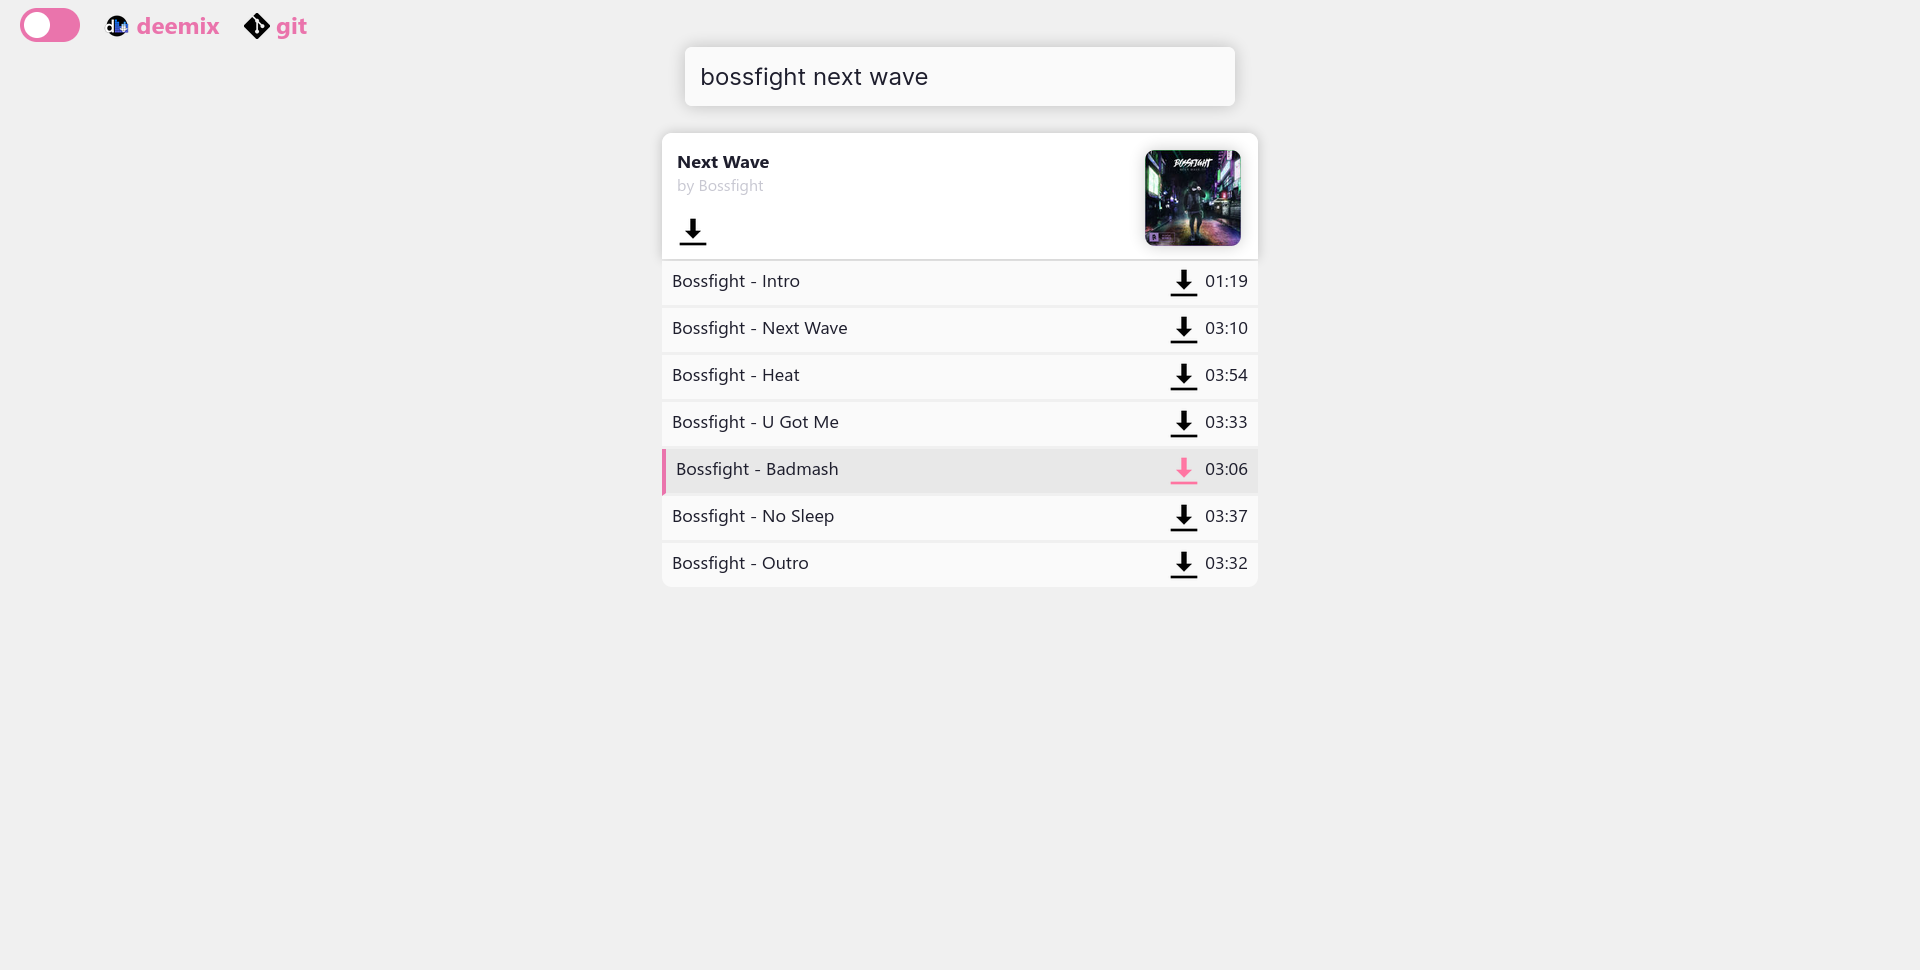 deemix git
bossfight next wave
Next Wave
by Bossfight
BOSSFIGHT
Bossfight - Intro 01:19
Bossfight - Next Wave 03:10
Bossfight - Heat 03:54
Bossfight - U Got Me 03:33
Bossfight - Badmash 03:06
Bossfight - No Sleep 03:37
Bossfight - Outro 03:32